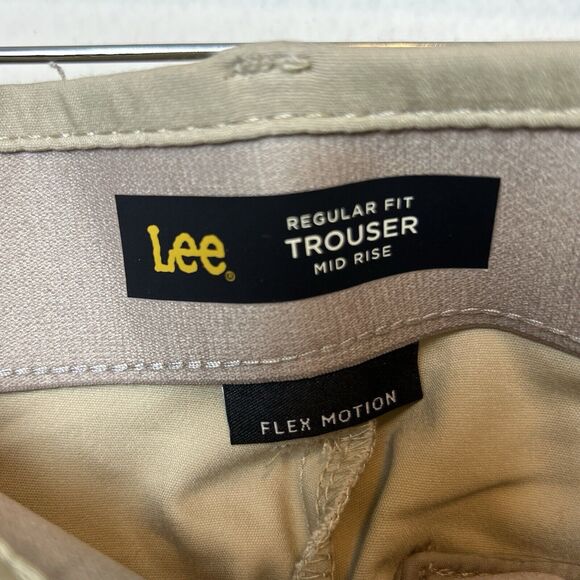 Lee®
REGULAR FIT
TROUSER
MID RISE
FLEX MOTION